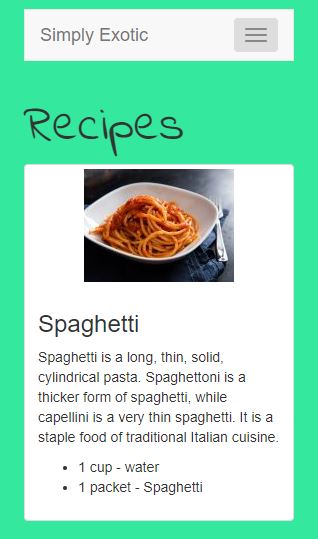 Simply Exotic
Recipes
Spaghetti
Spaghetti is a long, thin, solid,
cylindrical pasta. Spaghettoni is a
thicker form of spaghetti, while
capellini is a very thin spaghetti. It is a
staple food of traditional Italian cuisine.
• 1 cup - water
• 1 packet - Spaghetti